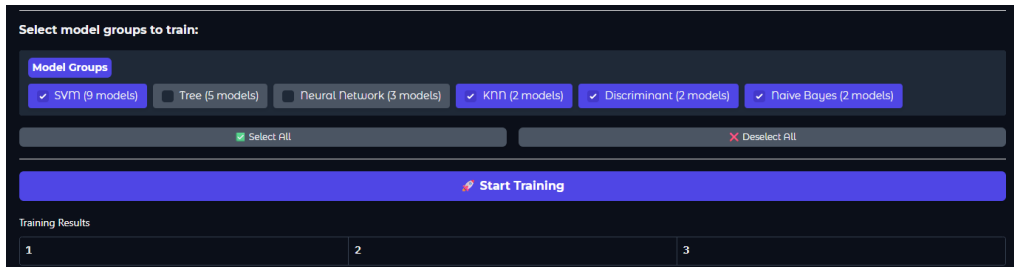 Select model groups to train:
Model Groups
SVM (9 models) Tree (5 models) Neural Network (3 models) KNN (2 models) Discriminant (2 models) Naive Bayes (2 models)
✅ Select All ❌ Deselect All
🚀 Start Training
Training Results
1 2 3